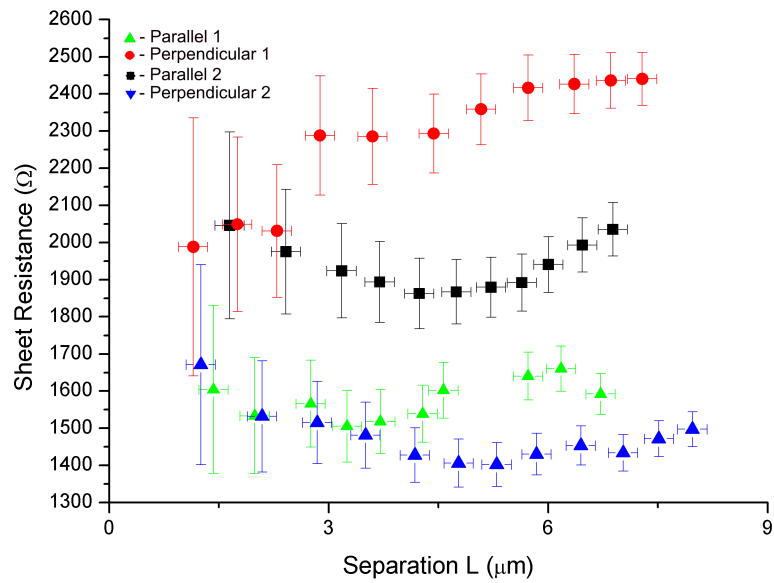 2600
2500
2400
2300
2200
2100
2000
1900
1800
1700
1600
1500
1400
1300
Sheet Resistance (Ω)
- Parallel 1
- Perpendicular 1
- Parallel 2
- Perpendicular 2
0 3 6 9
Separation L (μm)